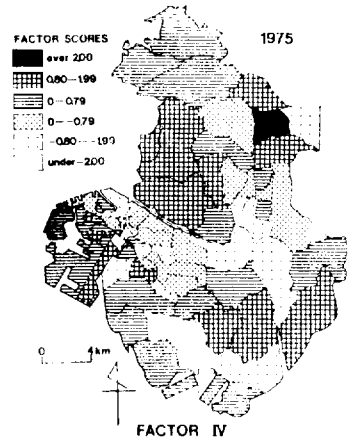 FACTOR SCORES
1975
over 2.00
0.80–1.99
0–0.79
0–-0.79
-0.80–-1.99
under-2.00
0 4km
FACTOR IV